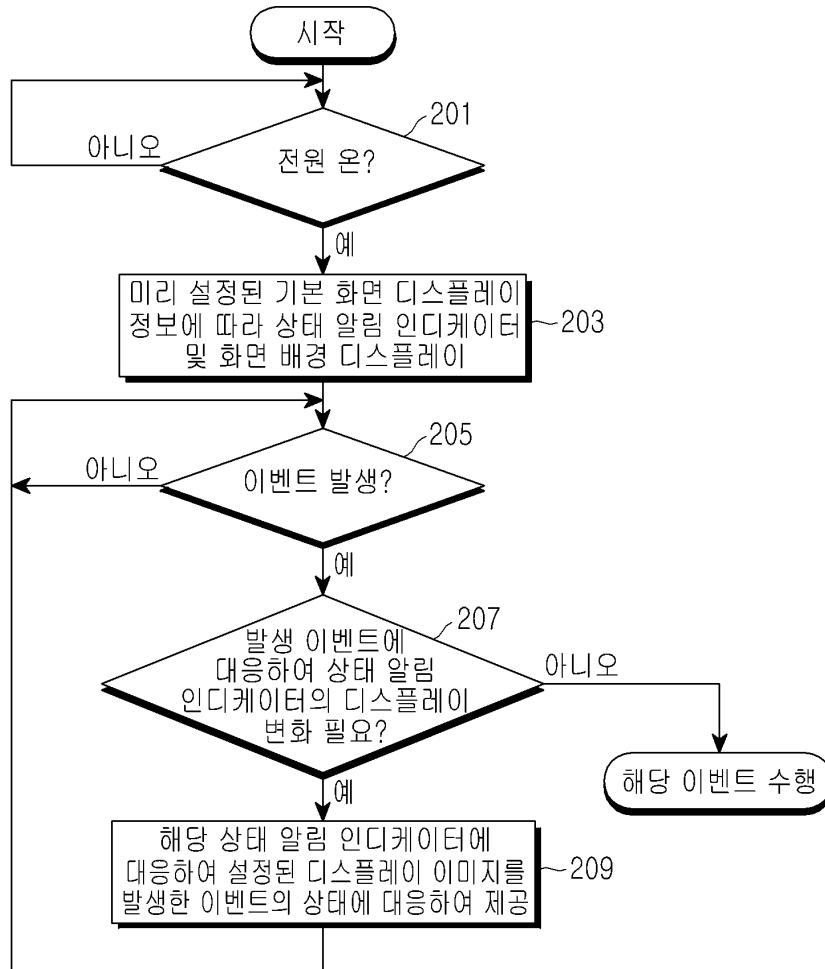 시작
201
아니오
전원 온?
예
미리 설정된 기본 화면 디스플레이
정보에 따라 상태 알림 인디케이터
및 화면 배경 디스플레이
203
205
아니오
이벤트 발생?
예
207
발생 이벤트에
대응하여 상태 알림
인디케이터의 디스플레이
변화 필요?
아니오
해당 이벤트 수행
예
해당 상태 알림 인디케이터에
대응하여 설정된 디스플레이 이미지를
발생한 이벤트의 상태에 대응하여 제공
209